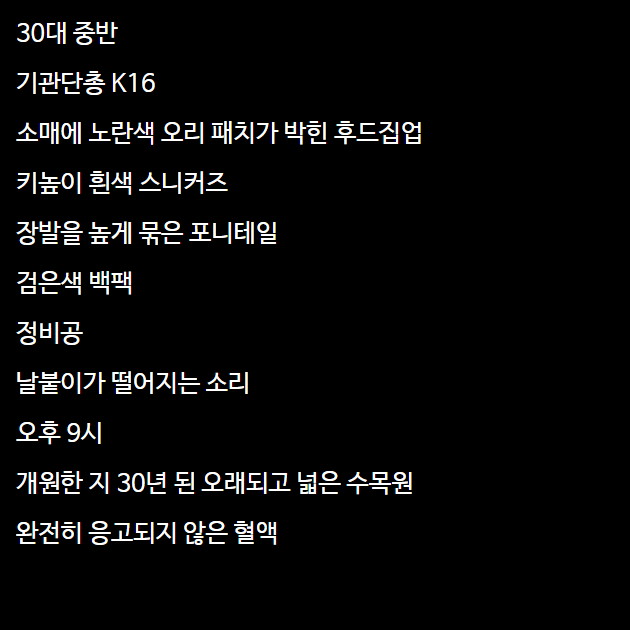 30대 중반
기관단총 K16
소매에 노란색 오리 패치가 박힌 후드집업
키높이 흰색 스니커즈
장발을 높게 묶은 포니테일
검은색 백팩
정비공
날붙이가 떨어지는 소리
오후 9시
개원한 지 30년 된 오래되고 넓은 수목원
완전히 응고되지 않은 혈액